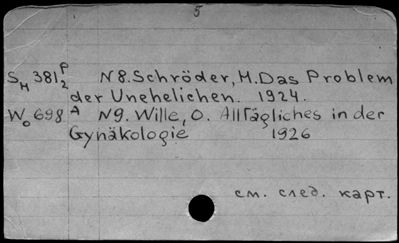 5
Sм 381 P/2 N8. Schröder, M. Das Problem
der Unehelichen. 1924.
Wo 698 A N9. Wille, O. Alltägliches in der
Gynäkologie 1926
см. след. карт.